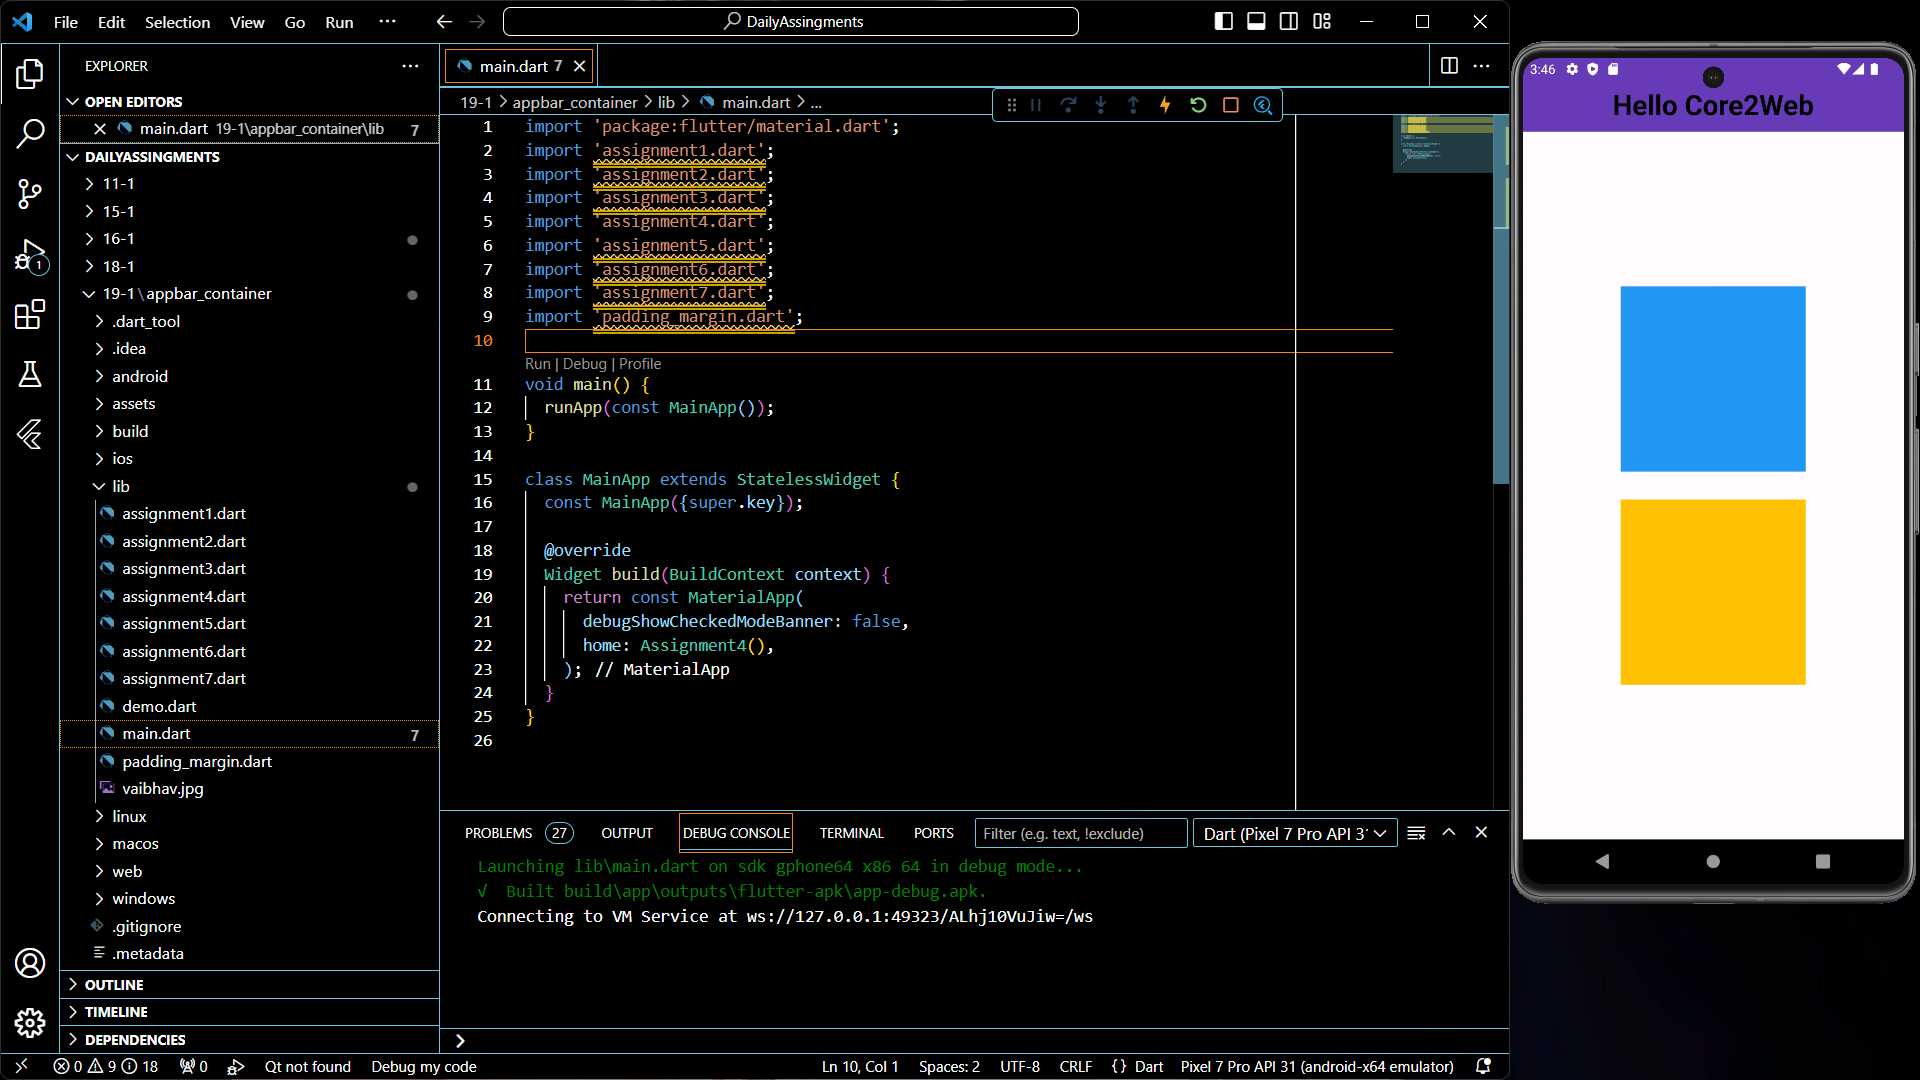 File Edit Selection View Go Run ··· DailyAssingments
EXPLORER
OPEN EDITORS
main.dart 19-1\appbar_container\lib 7
DAILYASSINGMENTS
11-1
15-1
16-1
18-1
19-1\appbar_container
.dart_tool
.idea
android
assets
build
ios
lib
assignment1.dart
assignment2.dart
assignment3.dart
assignment4.dart
assignment5.dart
assignment6.dart
assignment7.dart
demo.dart
main.dart 7
padding_margin.dart
vaibhav.jpg
linux
macos
web
windows
.gitignore
.metadata
OUTLINE
TIMELINE
DEPENDENCIES
1
main.dart 7
19-1 > appbar_container > lib > main.dart > ...
1 import 'package:flutter/material.dart';
2 import 'assignment1.dart';
3 import 'assignment2.dart';
4 import 'assignment3.dart';
5 import 'assignment4.dart';
6 import 'assignment5.dart';
7 import 'assignment6.dart';
8 import 'assignment7.dart';
9 import 'padding_margin.dart';
10
Run | Debug | Profile
11 void main() {
12 runApp(const MainApp());
13 }
14
15 class MainApp extends StatelessWidget {
16 const MainApp({super.key});
17
18 @override
19 Widget build(BuildContext context) {
20 return const MaterialApp(
21 debugShowCheckedModeBanner: false,
22 home: Assignment4(),
23 ); // MaterialApp
24 }
25 }
26
PROBLEMS 27 OUTPUT DEBUG CONSOLE TERMINAL PORTS Filter (e.g. text, !exclude) Dart (Pixel 7 Pro API 31
Launching lib\main.dart on sdk gphone64 x86 64 in debug mode...
√ Built build\app\outputs\flutter-apk\app-debug.apk.
Connecting to VM Service at ws://127.0.0.1:49323/ALhj10VuJiw=/ws
0 9 18 0 Qt not found Debug my code Ln 10, Col 1 Spaces: 2 UTF-8 CRLF {} Dart Pixel 7 Pro API 31 (android-x64 emulator)
3:46
Hello Core2Web